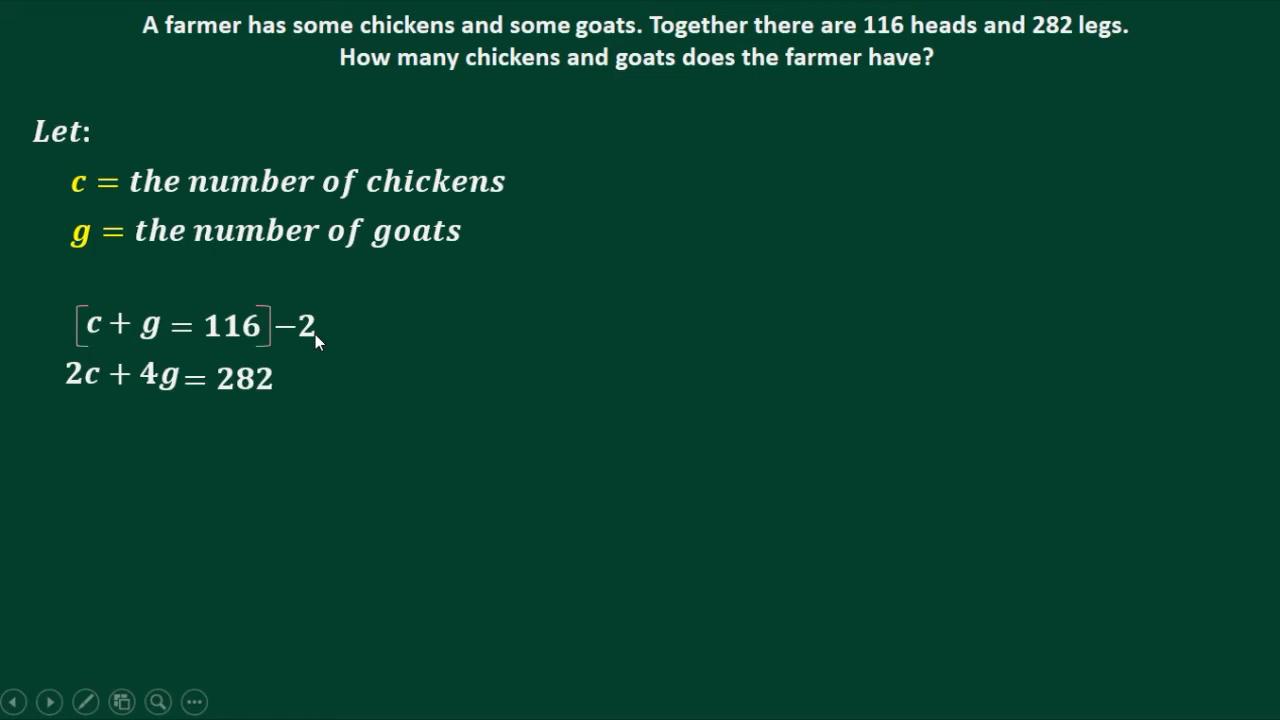 A farmer has some chickens and some goats. Together there are 116 heads and 282 legs.
How many chickens and goats does the farmer have?
Let:
c = the number of chickens
g = the number of goats
[c + g = 116] −2
2c + 4g = 282